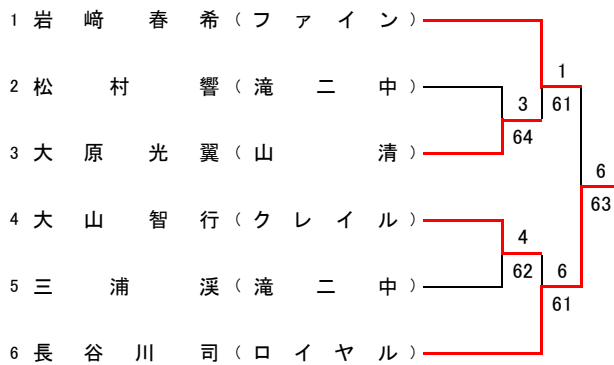 1 岩﨑 春希 (ファイン)
2 松村 響 (滝二中)
3 大原光翼 (山清)
4 大山智行 (クレイル)
5 三浦 渓 (滝二中)
6 長谷川 司 (ロイヤル)
3
64
1
61
4
62
6
61
6
63